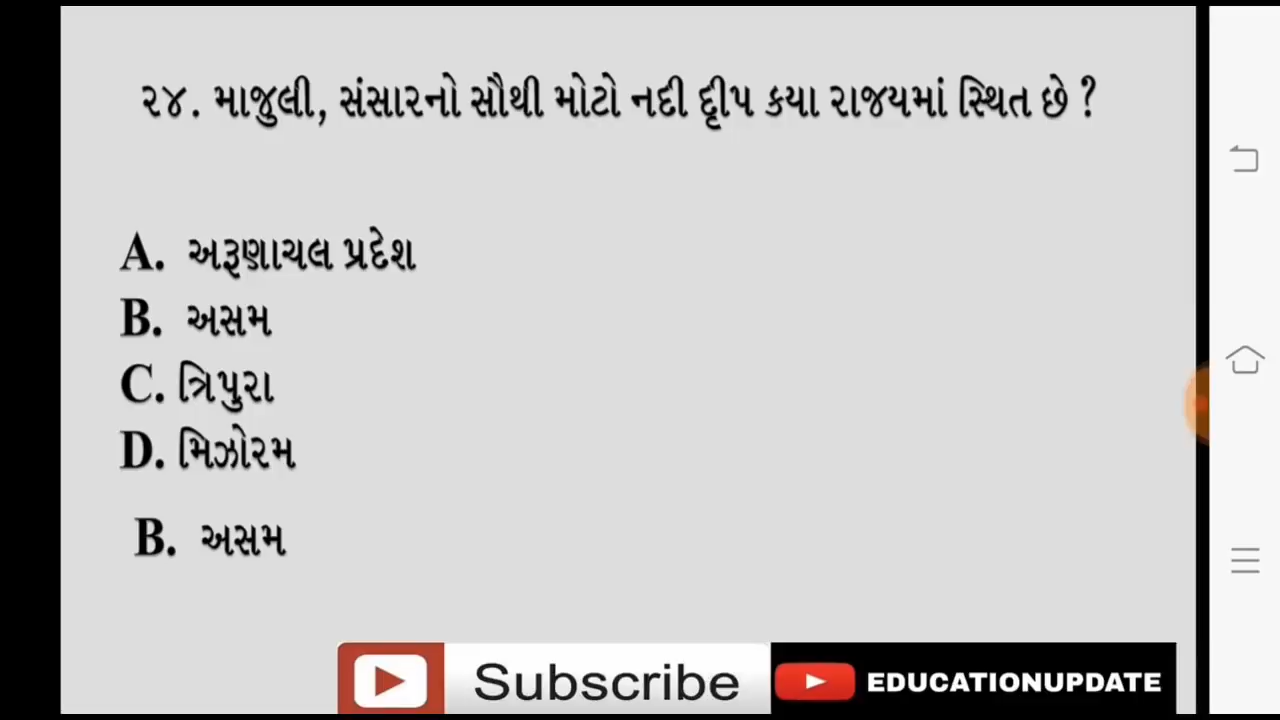 ૨૪. માજુલી, સંસારનો સૌથી મોટો નદી દ્રીપ કયા રાજયમાં સ્થિત છે ?
A. અરૂણાચલ પ્રદેશ
B. અસમ
C. ત્રિપુરા
D. મિઝોરમ
B. અસમ
Subscribe EDUCATIONUPDATE